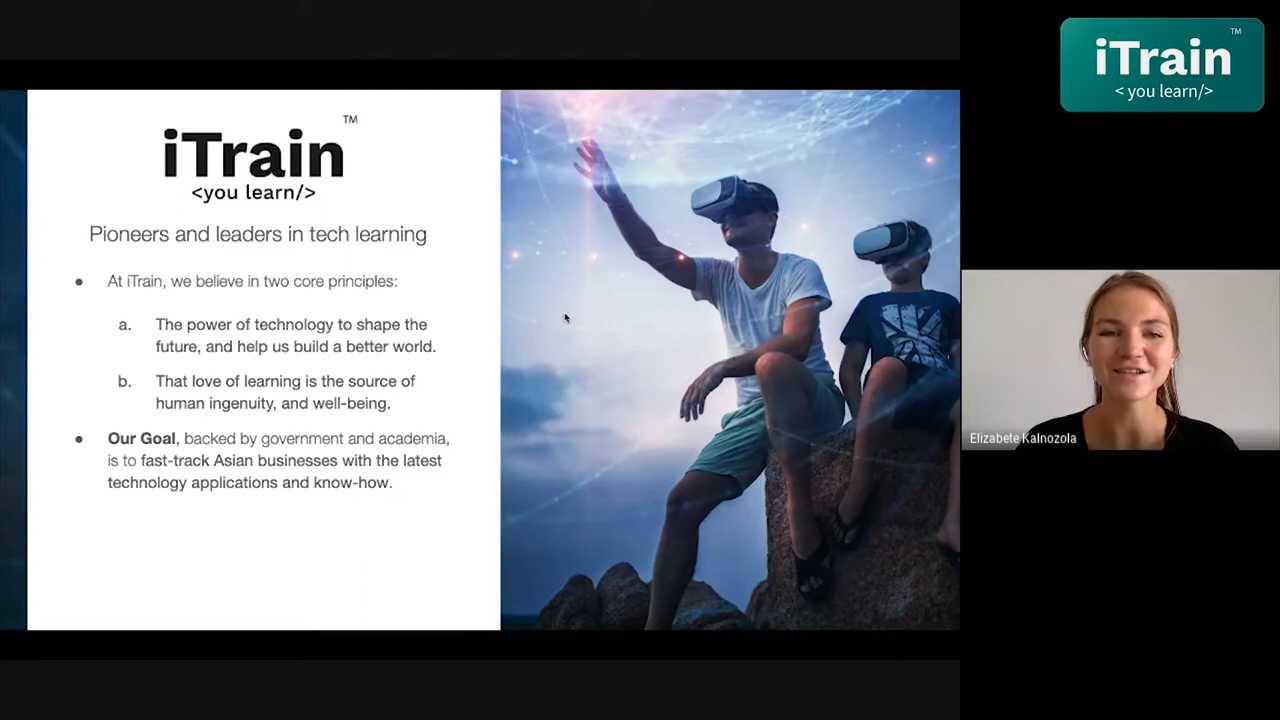 iTrain
TM
<you learn/>
Pioneers and leaders in tech learning
● At iTrain, we believe in two core principles:
a. The power of technology to shape the
future, and help us build a better world.
b. That love of learning is the source of
human ingenuity, and well-being.
● Our Goal, backed by government and academia,
is to fast-track Asian businesses with the latest
technology applications and know-how.
iTrain
TM
< you learn/>
Elizabete Kalnozola